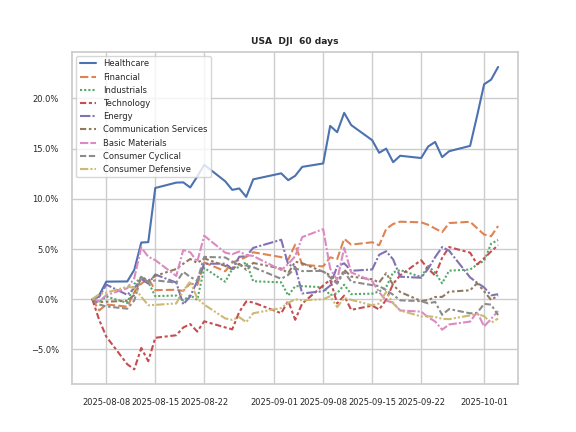 USA DJI 60 days
Healthcare
Financial
Industrials
Technology
Energy
Communication Services
Basic Materials
Consumer Cyclical
Consumer Defensive
20.0%
15.0%
10.0%
5.0%
0.0%
−5.0%
2025-08-08 2025-08-15 2025-08-22 2025-09-01 2025-09-08 2025-09-15 2025-09-22 2025-10-01